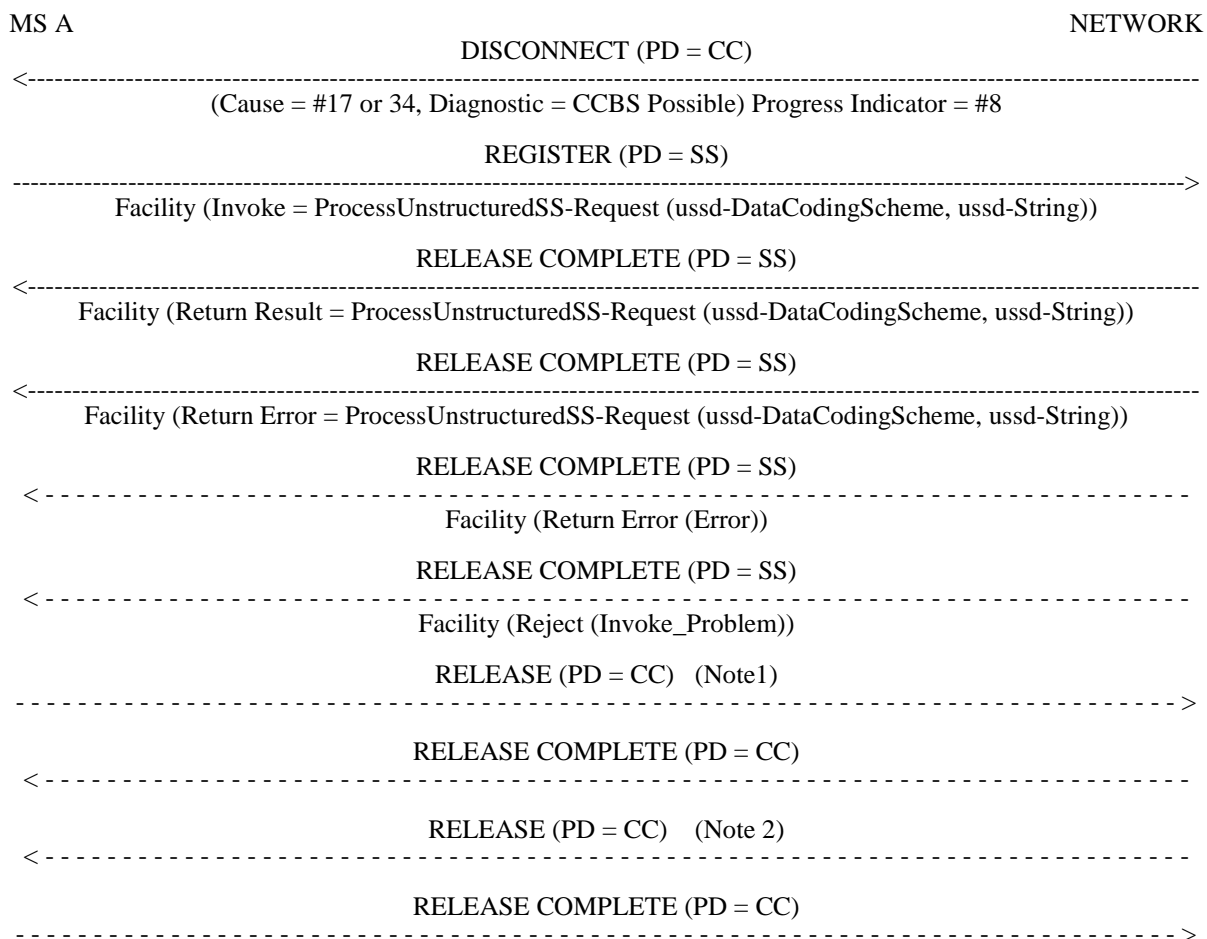 MS A NETWORK
DISCONNECT (PD = CC)
<------------------------------------------------------------------------------------------------------------------------------------
(Cause = #17 or 34, Diagnostic = CCBS Possible) Progress Indicator = #8
REGISTER (PD = SS)
------------------------------------------------------------------------------------------------------------------------------------>
Facility (Invoke = ProcessUnstructuredSS-Request (ussd-DataCodingScheme, ussd-String))
RELEASE COMPLETE (PD = SS)
<------------------------------------------------------------------------------------------------------------------------------------
Facility (Return Result = ProcessUnstructuredSS-Request (ussd-DataCodingScheme, ussd-String))
RELEASE COMPLETE (PD = SS)
<------------------------------------------------------------------------------------------------------------------------------------
Facility (Return Error = ProcessUnstructuredSS-Request (ussd-DataCodingScheme, ussd-String))
RELEASE COMPLETE (PD = SS)
< - - - - - - - - - - - - - - - - - - - - - - - - - - - - - - - - - - - - - - - - - - - - - - - - - - - - - - - - - - - - - - - - - - - - - - - - - -
Facility (Return Error (Error))
RELEASE COMPLETE (PD = SS)
< - - - - - - - - - - - - - - - - - - - - - - - - - - - - - - - - - - - - - - - - - - - - - - - - - - - - - - - - - - - - - - - - - - - - - - - - - -
Facility (Reject (Invoke_Problem))
RELEASE (PD = CC) (Note1)
- - - - - - - - - - - - - - - - - - - - - - - - - - - - - - - - - - - - - - - - - - - - - - - - - - - - - - - - - - - - - - - - - - - - - - - - - - >
RELEASE COMPLETE (PD = CC)
< - - - - - - - - - - - - - - - - - - - - - - - - - - - - - - - - - - - - - - - - - - - - - - - - - - - - - - - - - - - - - - - - - - - - - - - - - -
RELEASE (PD = CC) (Note 2)
< - - - - - - - - - - - - - - - - - - - - - - - - - - - - - - - - - - - - - - - - - - - - - - - - - - - - - - - - - - - - - - - - - - - - - - - - - -
RELEASE COMPLETE (PD = CC)
- - - - - - - - - - - - - - - - - - - - - - - - - - - - - - - - - - - - - - - - - - - - - - - - - - - - - - - - - - - - - - - - - - - - - - - - - - >